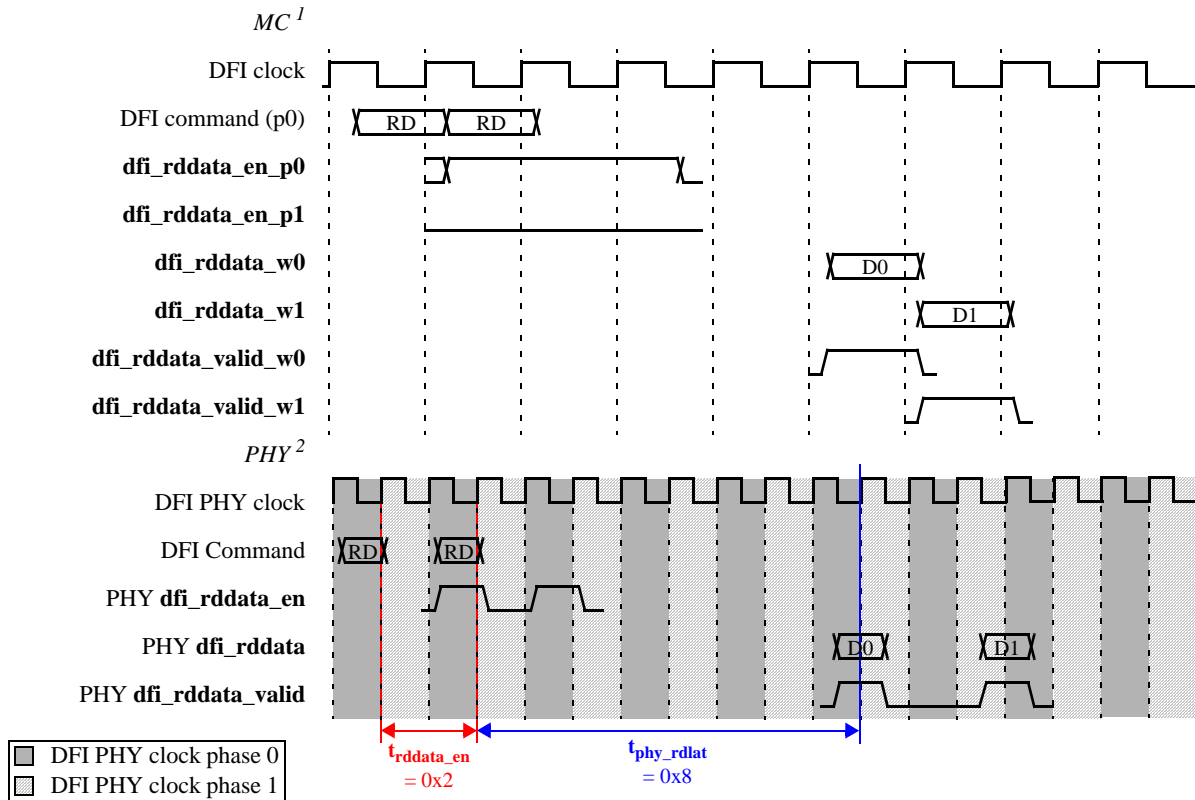 MC 1
DFI clock
DFI command (p0) RD RD
dfi_rddata_en_p0
dfi_rddata_en_p1
dfi_rddata_w0 D0
dfi_rddata_w1 D1
dfi_rddata_valid_w0
dfi_rddata_valid_w1
PHY 2
DFI PHY clock
DFI Command RD RD
PHY dfi_rddata_en
PHY dfi_rddata D0 D1
PHY dfi_rddata_valid
DFI PHY clock phase 0
DFI PHY clock phase 1
trddata_en
= 0x2
tphy_rdlat
= 0x8